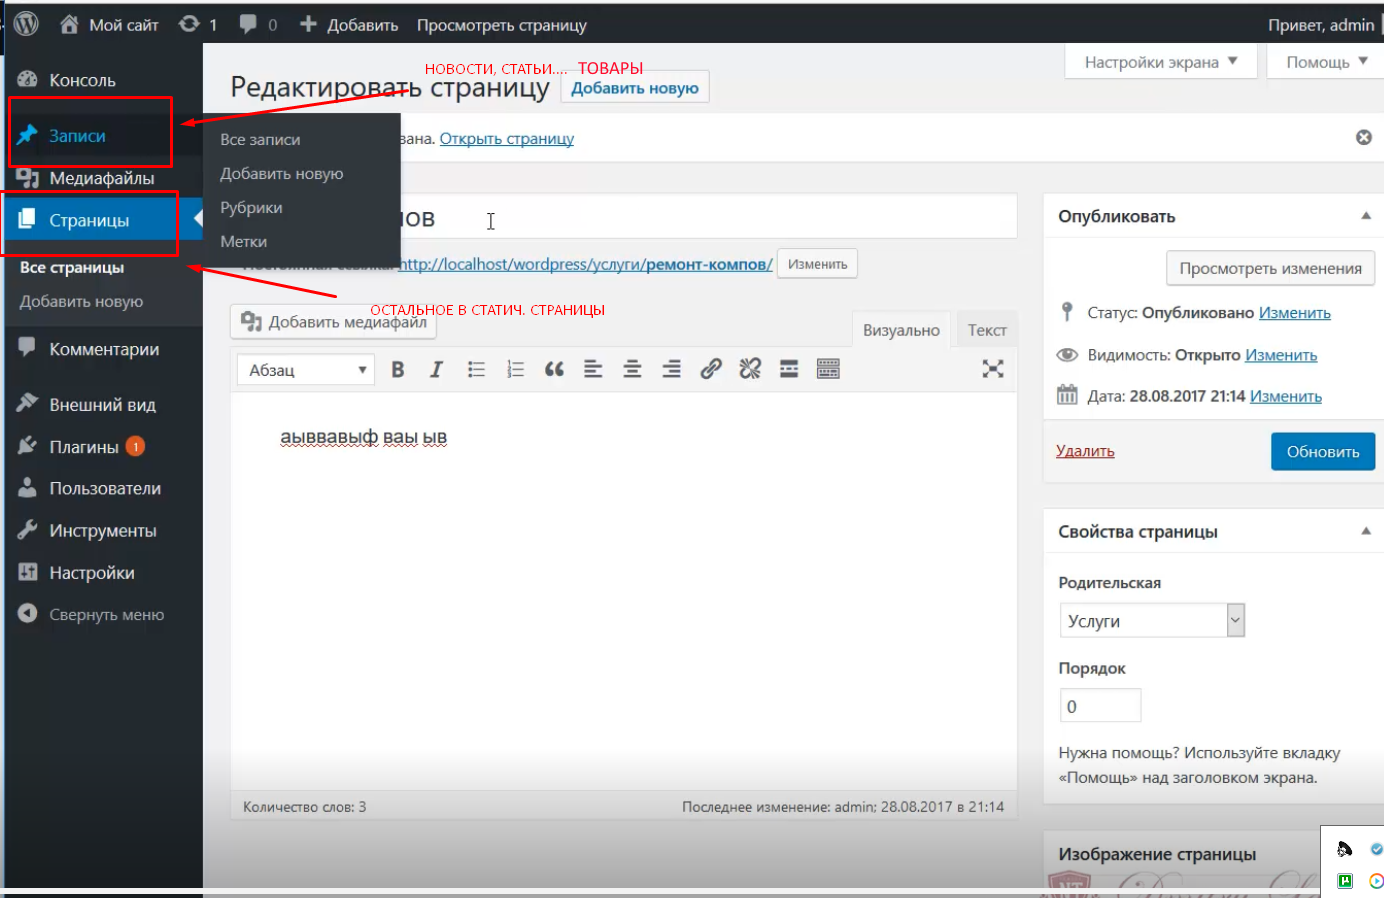 Мой сайт 1 0 Добавить Просмотреть страницу Привет, admin
Настройки экрана Помощь
НОВОСТИ, СТАТЬИ.... ТОВАРЫ
Редактировать страницу Добавить новую
Консоль
Записи
Медиафайлы
Страницы
Все страницы
Добавить новую
Комментарии
Внешний вид
Плагины 1
Пользователи
Инструменты
Настройки
Свернуть меню
Все записи
Добавить новую
Рубрики
Метки
вана. Открыть страницу
ОВ
http://localhost/wordpress/услуги/ремонт-компов/ Изменить
ОСТАЛЬНОЕ В СТАТИЧ. СТРАНИЦЫ
Добавить медиафайл
Визуально Текст
Абзац B I
аыввавыф ваы ыв
Количество слов: 3 Последнее изменение: admin; 28.08.2017 в 21:14
Опубликовать
Просмотреть изменения
Статус: Опубликовано Изменить
Видимость: Открыто Изменить
Дата: 28.08.2017 21:14 Изменить
Удалить Обновить
Свойства страницы
Родительская
Услуги
Порядок
0
Нужна помощь? Используйте вкладку
«Помощь» над заголовком экрана.
Изображение страницы